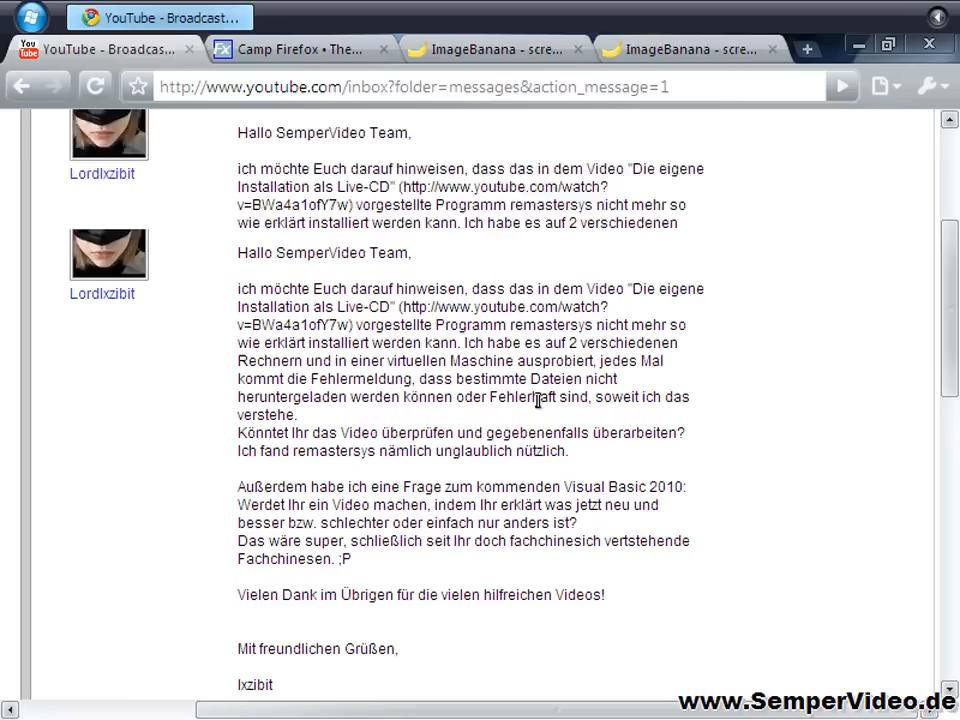 YouTube - Broadcast...
You
Tube
YouTube - Broadcas...
Camp Firefox • The...
ImageBanana - scre...
ImageBanana - scre...
http://www.youtube.com/inbox?folder=messages&action_message=1
Hallo SemperVideo Team,
LordIxzibit
ich möchte Euch darauf hinweisen, dass das in dem Video "Die eigene
Installation als Live-CD" (http://www.youtube.com/watch?
v=BWa4a1ofY7w) vorgestellte Programm remastersys nicht mehr so
wie erklärt installiert werden kann. Ich habe es auf 2 verschiedenen
Hallo SemperVideo Team,
LordIxzibit
ich möchte Euch darauf hinweisen, dass das in dem Video "Die eigene
Installation als Live-CD" (http://www.youtube.com/watch?
v=BWa4a1ofY7w) vorgestellte Programm remastersys nicht mehr so
wie erklärt installiert werden kann. Ich habe es auf 2 verschiedenen
Rechnern und in einer virtuellen Maschine ausprobiert, jedes Mal
kommt die Fehlermeldung, dass bestimmte Dateien nicht
heruntergeladen werden können oder Fehlerhaft sind, soweit ich das
verstehe.
Könntet Ihr das Video überprüfen und gegebenenfalls überarbeiten?
Ich fand remastersys nämlich unglaublich nützlich.
Außerdem habe ich eine Frage zum kommenden Visual Basic 2010:
Werdet Ihr ein Video machen, indem Ihr erklärt was jetzt neu und
besser bzw. schlechter oder einfach nur anders ist?
Das wäre super, schließlich seit Ihr doch fachchinesich vertstehende
Fachchinesen. ;P
Vielen Dank im Übrigen für die vielen hilfreichen Videos!
Mit freundlichen Grüßen,
Ixzibit
www.SemperVideo.de